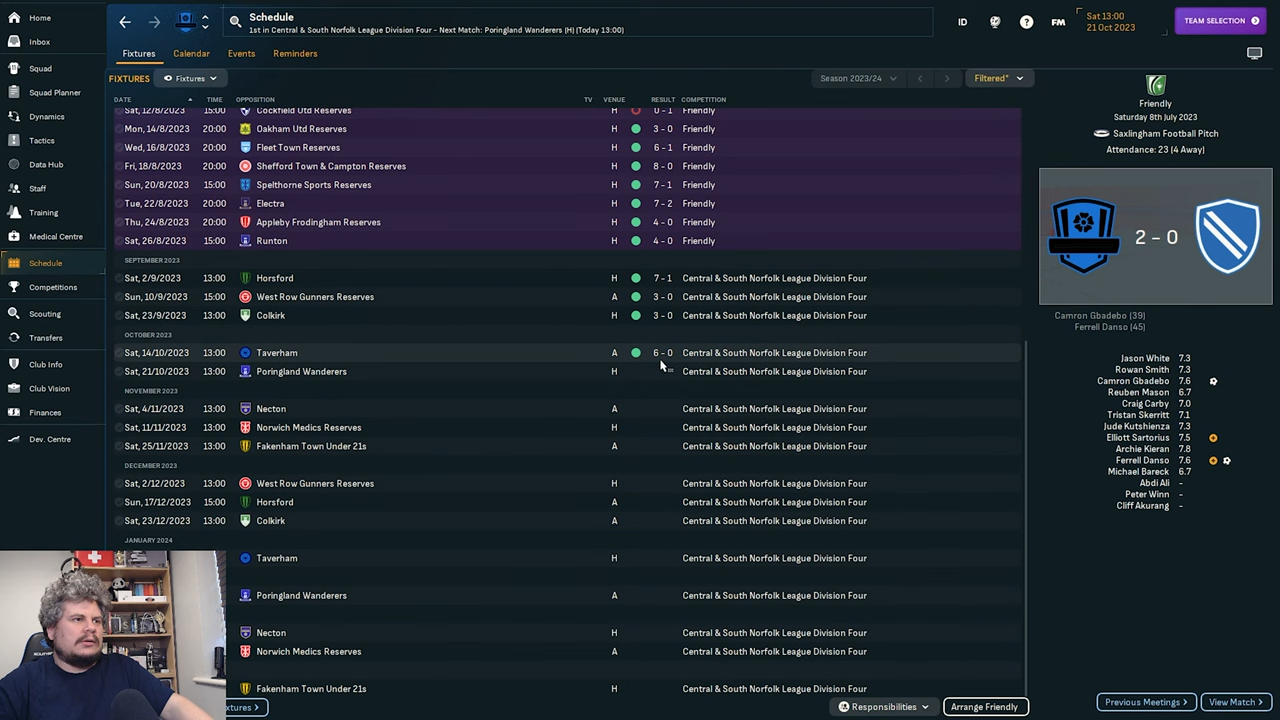 Home
Inbox
Squad
Squad Planner
Dynamics
Tactics
Data Hub
Staff
Training
Medical Centre
Schedule
Competitions
Scouting
Transfers
Club Info
Club Vision
Finances
Dev. Centre
Schedule
1st in Central & South Norfolk League Division Four - Next Match: Poringland Wanderers (H) (Today 13:00)
ID
FM
Sat 13:00
21 Oct 2023
TEAM SELECTION
Fixtures Calendar Events Reminders
FIXTURES Fixtures Season 2023/24 Filtered*
DATE TIME OPPOSITION TV VENUE RESULT COMPETITION
Sat, 12/8/2023 15:00 Cockfield Utd Reserves H 0 - 1 Friendly
Mon, 14/8/2023 20:00 Oakham Utd Reserves H 3 - 0 Friendly
Wed, 16/8/2023 20:00 Fleet Town Reserves H 6 - 1 Friendly
Fri, 18/8/2023 20:00 Shefford Town & Campton Reserves H 8 - 0 Friendly
Sun, 20/8/2023 15:00 Spelthorne Sports Reserves H 7 - 1 Friendly
Tue, 22/8/2023 20:00 Electra H 7 - 2 Friendly
Thu, 24/8/2023 20:00 Appleby Frodingham Reserves H 4 - 0 Friendly
Sat, 26/8/2023 15:00 Runton H 4 - 0 Friendly
SEPTEMBER 2023
Sat, 2/9/2023 13:00 Horsford H 7 - 1 Central & South Norfolk League Division Four
Sun, 10/9/2023 15:00 West Row Gunners Reserves A 3 - 0 Central & South Norfolk League Division Four
Sat, 23/9/2023 13:00 Colkirk H 3 - 0 Central & South Norfolk League Division Four
OCTOBER 2023
Sat, 14/10/2023 13:00 Taverham A 6 - 0 Central & South Norfolk League Division Four
Sat, 21/10/2023 13:00 Poringland Wanderers H Central & South Norfolk League Division Four
NOVEMBER 2023
Sat, 4/11/2023 13:00 Necton A Central & South Norfolk League Division Four
Sat, 11/11/2023 13:00 Norwich Medics Reserves H Central & South Norfolk League Division Four
Sat, 25/11/2023 13:00 Fakenham Town Under 21s A Central & South Norfolk League Division Four
DECEMBER 2023
Sat, 2/12/2023 13:00 West Row Gunners Reserves H Central & South Norfolk League Division Four
Sun, 17/12/2023 15:00 Horsford A Central & South Norfolk League Division Four
Sat, 23/12/2023 13:00 Colkirk A Central & South Norfolk League Division Four
JANUARY 2024
Taverham H Central & South Norfolk League Division Four
Poringland Wanderers A Central & South Norfolk League Division Four
Necton H Central & South Norfolk League Division Four
Norwich Medics Reserves A Central & South Norfolk League Division Four
Fakenham Town Under 21s H Central & South Norfolk League Division Four
Responsibilities
Arrange Friendly
Friendly
Saturday 8th July 2023
Saxlingham Football Pitch
Attendance: 23 (4 Away)
2 - 0
Camron Gbadebo (39)
Ferrell Danso (45)
Jason White 7.3
Rowan Smith 7.3
Camron Gbadebo 7.6
Reuben Mason 6.7
Craig Carby 7.0
Tristan Skerritt 7.1
Jude Kutshienza 7.3
Elliott Sartorius 7.5
Archie Kieran 7.8
Ferrell Danso 7.6
Michael Bareck 6.7
Abdi Ali -
Peter Winn -
Cliff Akurang -
Previous Meetings >
View Match >